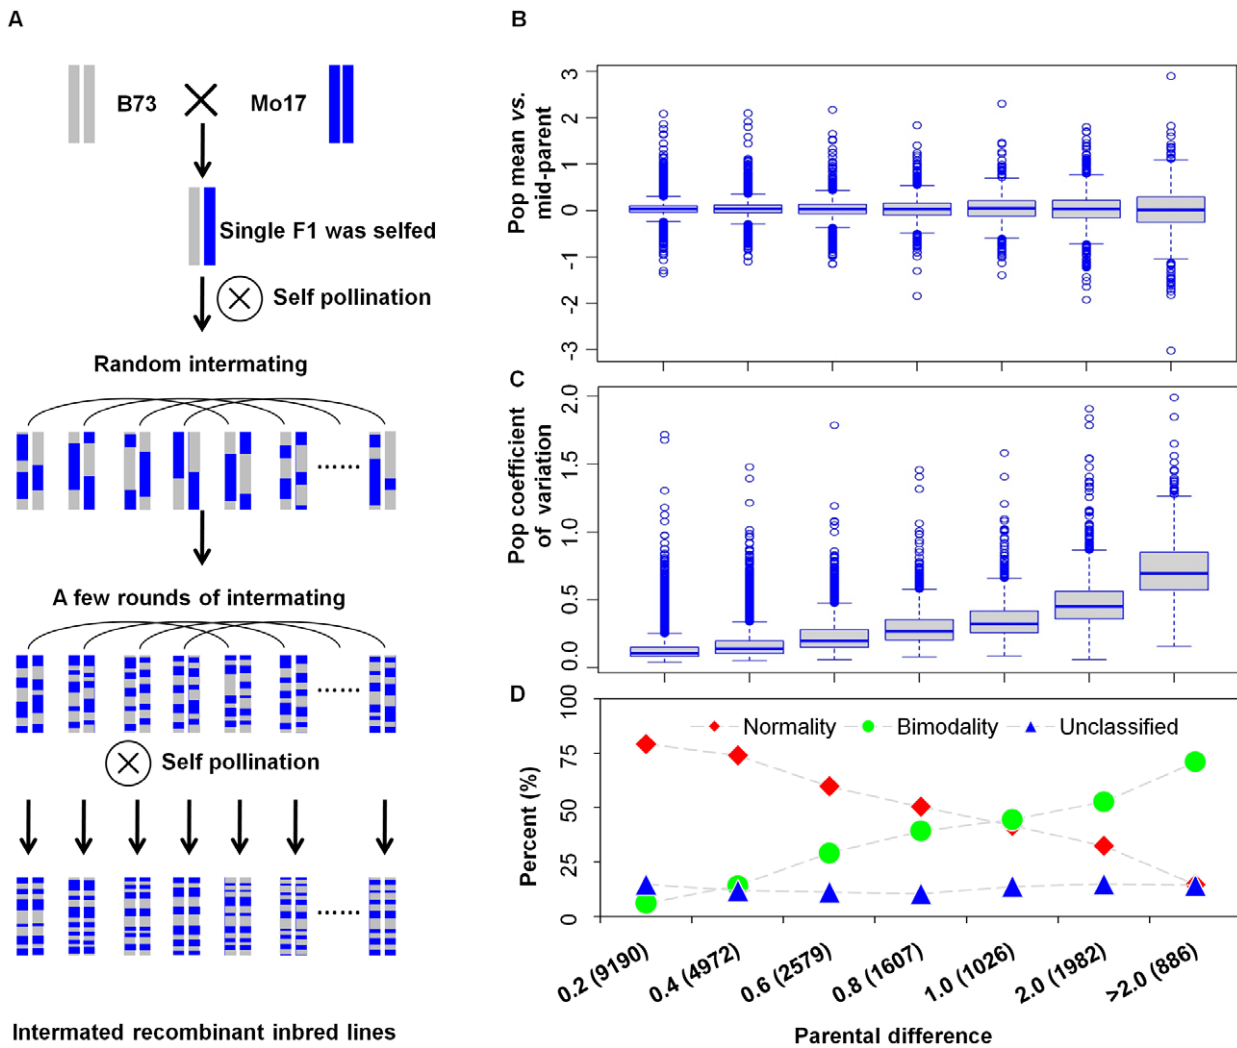 A
B73
Mo17
Single F1 was selfed
Self pollination
Random intermating
......
A few rounds of intermating
......
Self pollination
......
Intermated recombinant inbred lines
B
Pop mean vs.
mid-parent
3
2
1
0
-1
-2
-3
C
Pop coefficient
of variation
2.0
1.5
1.0
0.5
0.0
D
Percent (%)
100
75
50
25
0
Normality
Bimodality
Unclassified
0.2 (9190)
0.4 (4972)
0.6 (2579)
0.8 (1607)
1.0 (1026)
2.0 (1982)
>2.0 (886)
Parental difference